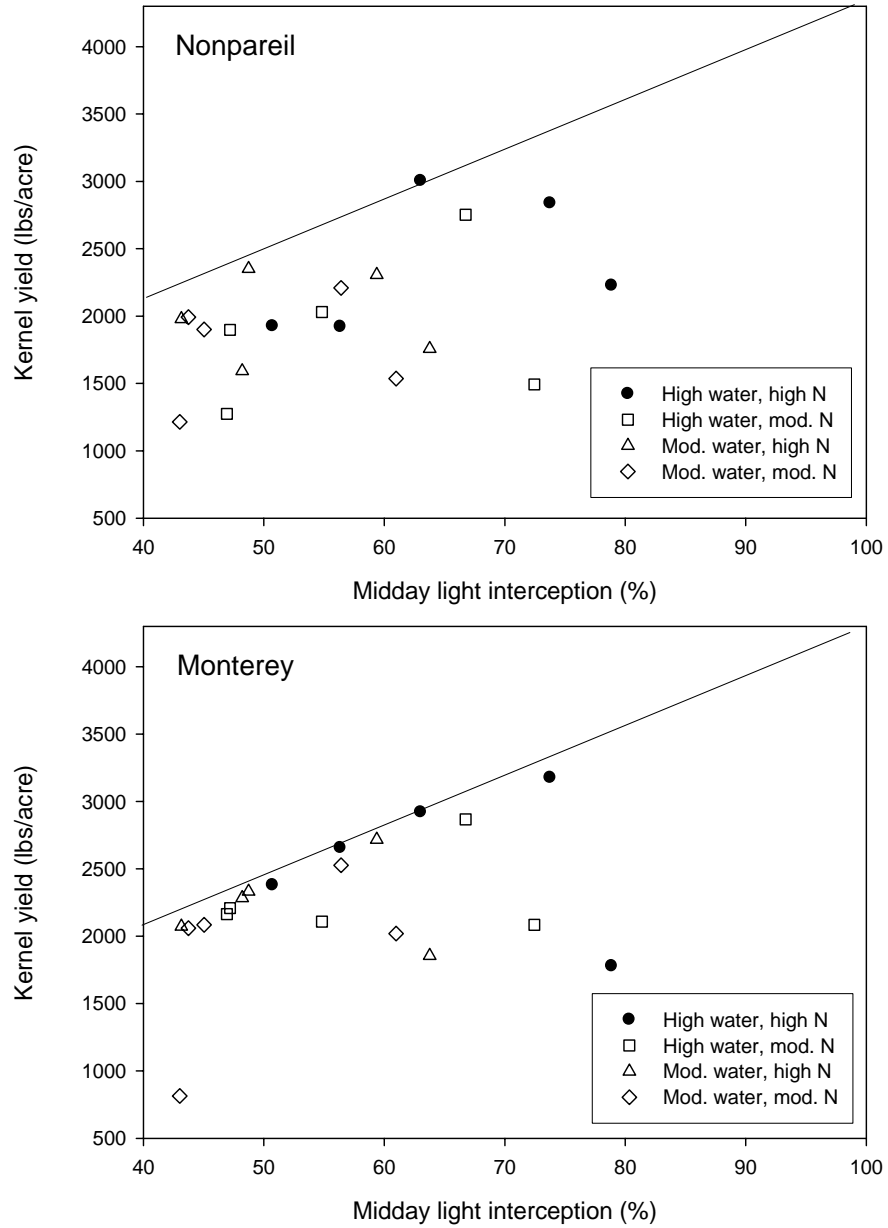 Nonpareil
Kernel yield (lbs/acre)
4000
3500
3000
2500
2000
1500
1000
500
High water, high N
High water, mod. N
Mod. water, high N
Mod. water, mod. N
40 50 60 70 80 90 100
Midday light interception (%)
Monterey
Kernel yield (lbs/acre)
4000
3500
3000
2500
2000
1500
1000
500
High water, high N
High water, mod. N
Mod. water, high N
Mod. water, mod. N
40 50 60 70 80 90 100
Midday light interception (%)